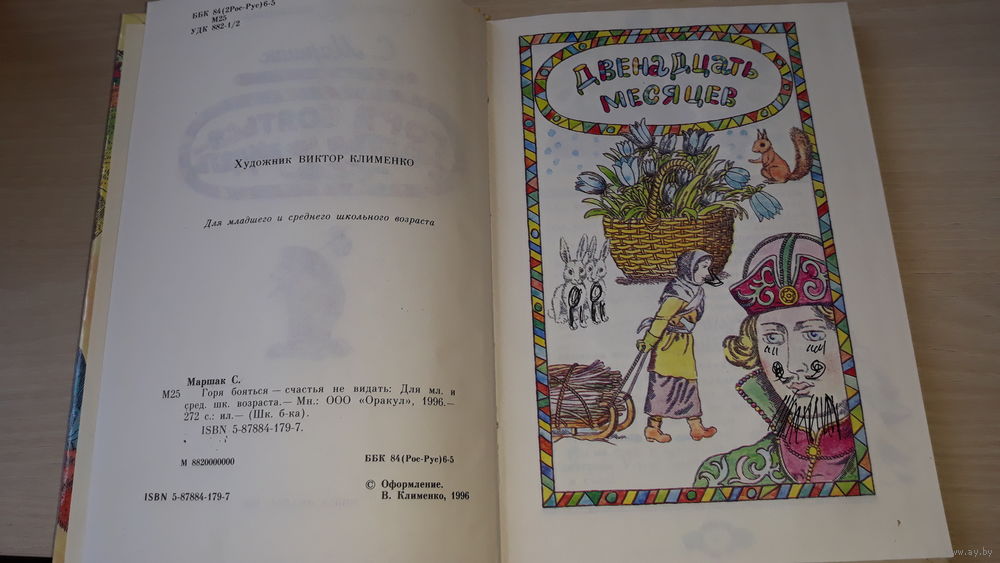 ББК 84(2Рос-Рус)6-5
М25
УДК 882-1/2
Художник ВИКТОР КЛИМЕНКО
Для младшего и среднего школьного возраста
Маршак С.
М25 Горя бояться — счастья не видать: Для мл. и
сред. шк. возраста.— Мн.: ООО «Оракул», 1996.—
272 с.: ил.— (Шк. б-ка).
ISBN 5-87884-179-7.
М 8820000000
ББК 84(Рос-Рус)6-5
ISBN 5-87884-179-7
© Оформление.
В. Клименко, 1996
ДВЕНАДЦАТЬ
МЕСЯЦЕВ
www.ay.by